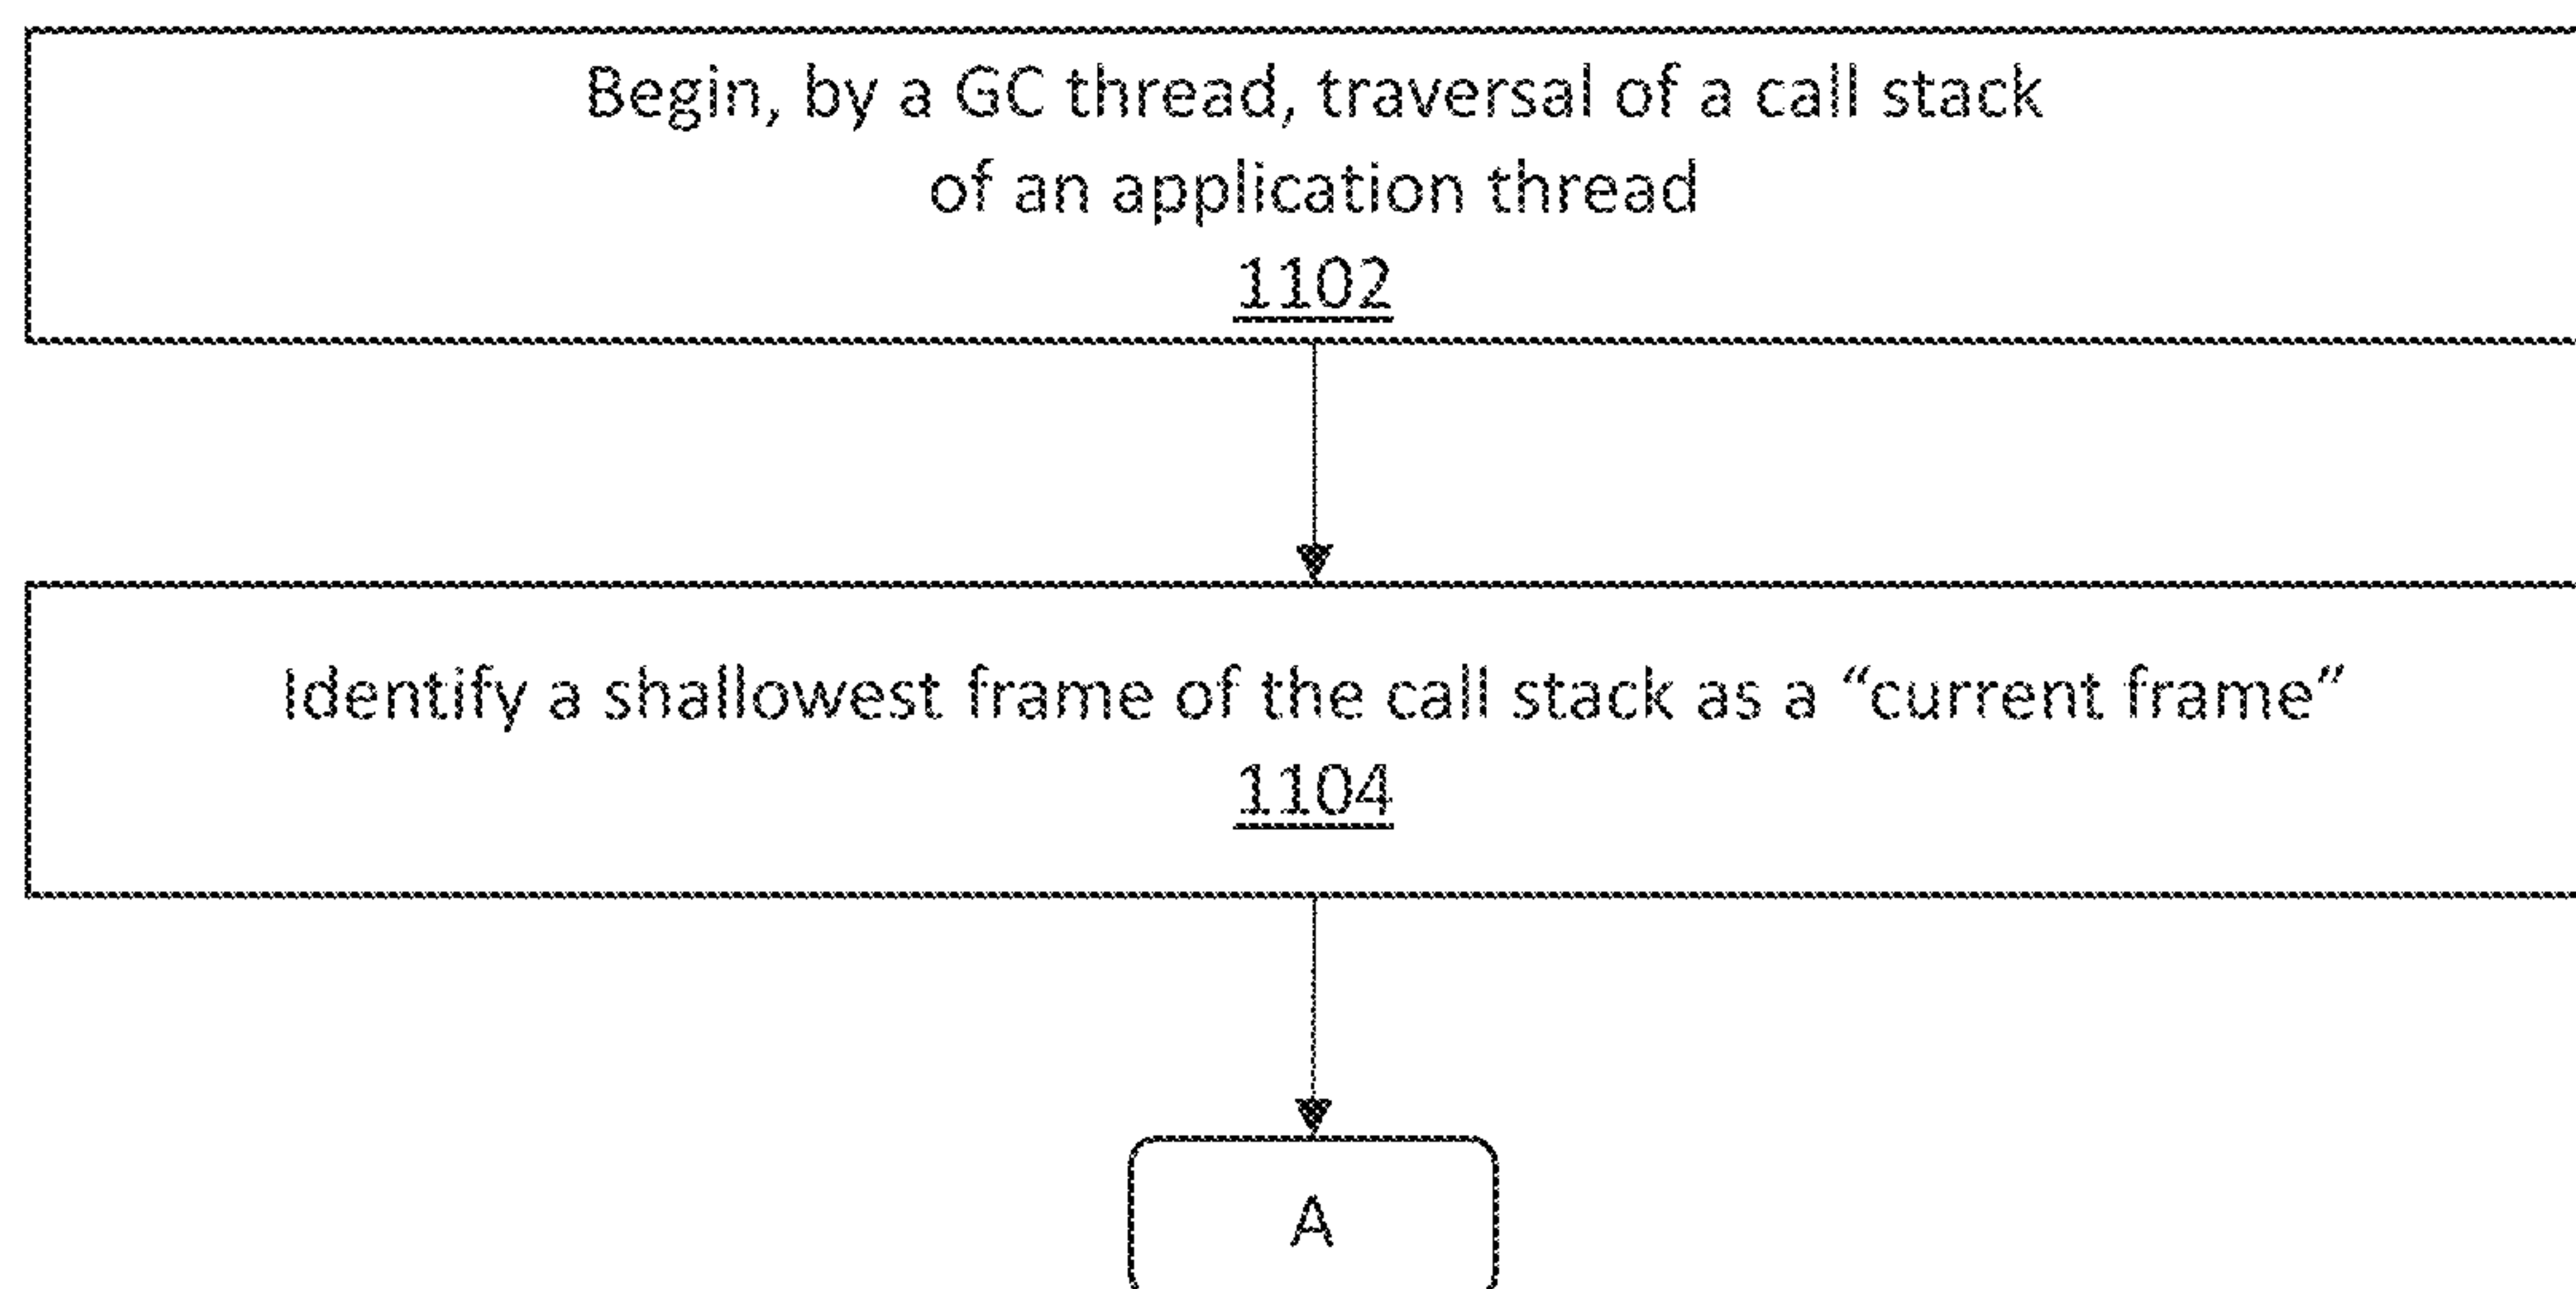 Begin, by a GC thread, traversal of a call stack
of an application thread
1102
Identify a shallowest frame of the call stack as a “current frame”
1104
A